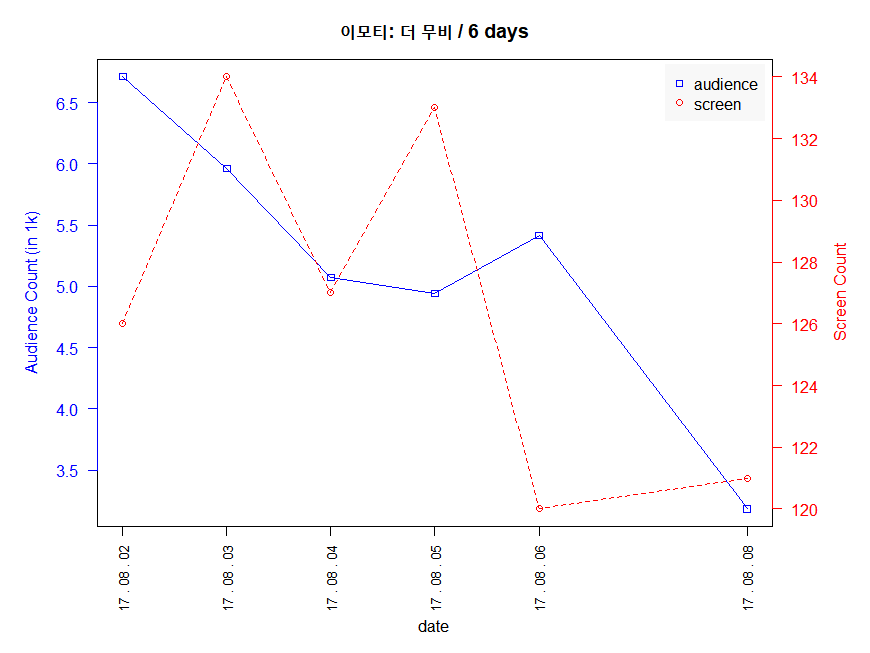 이모티: 더 무비 / 6 days
audience
screen
Audience Count (in 1k)
6.5
6.0
5.5
5.0
4.5
4.0
3.5
134
132
130
128
126
124
122
120
Screen Count
17 . 08 . 02
17 . 08 . 03
17 . 08 . 04
17 . 08 . 05
17 . 08 . 06
17 . 08 . 08
date